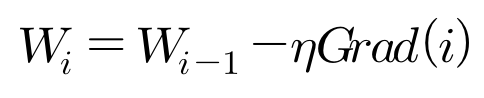 W_i = W_{i-1} - ηGrad(i)